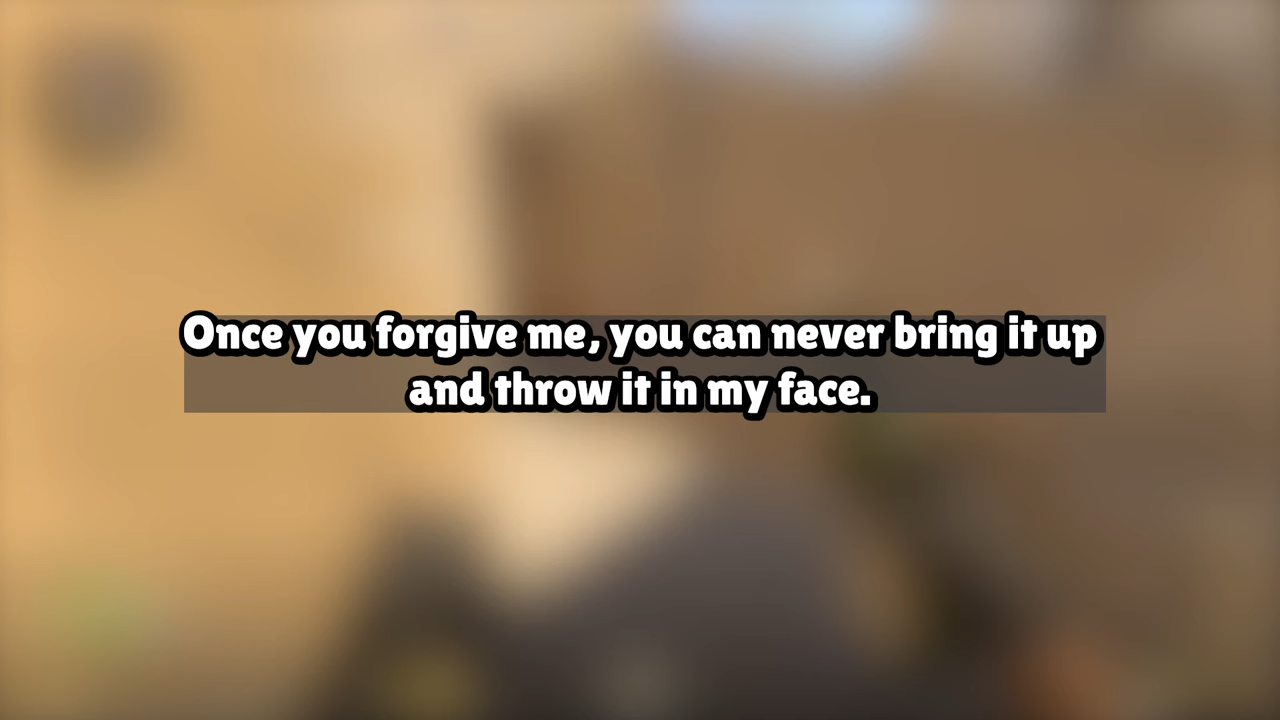 Once you forgive me, you can never bring it up
and throw it in my face.